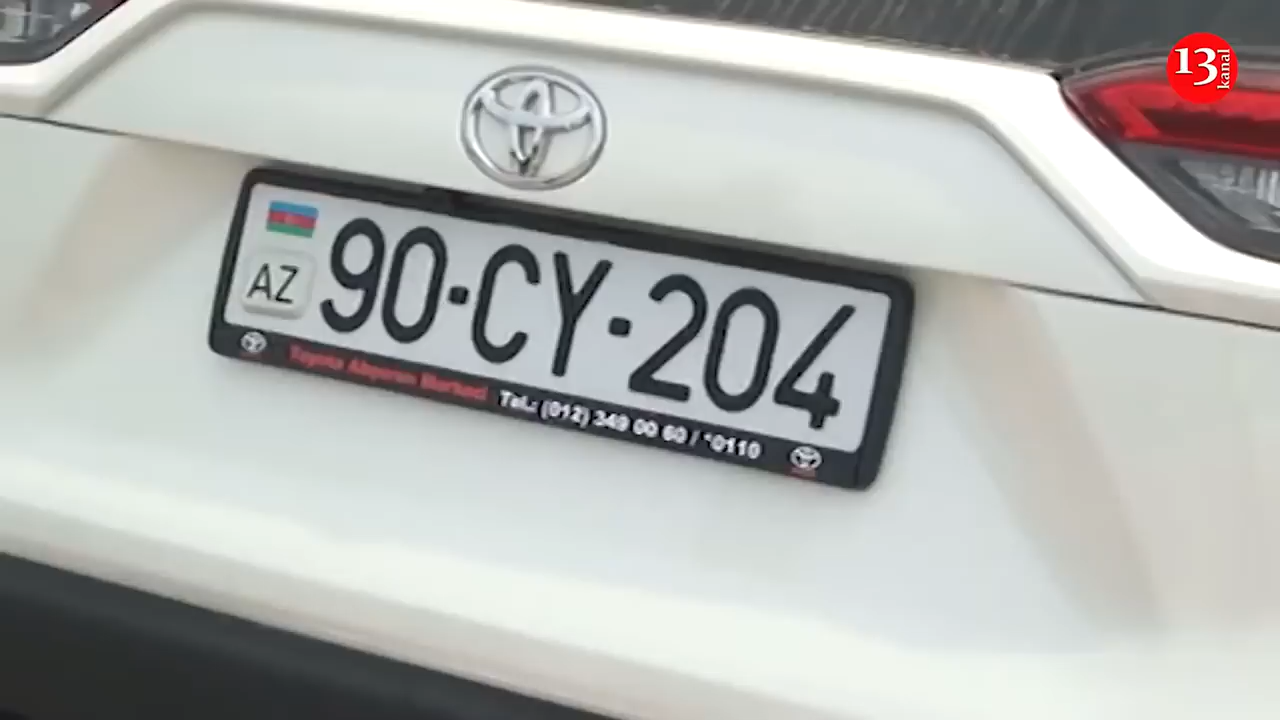 13 kanal
AZ
90·CY·204
Toyota Abşeron Mərkəzi Tel.: (012) 349 00 60 / *0110